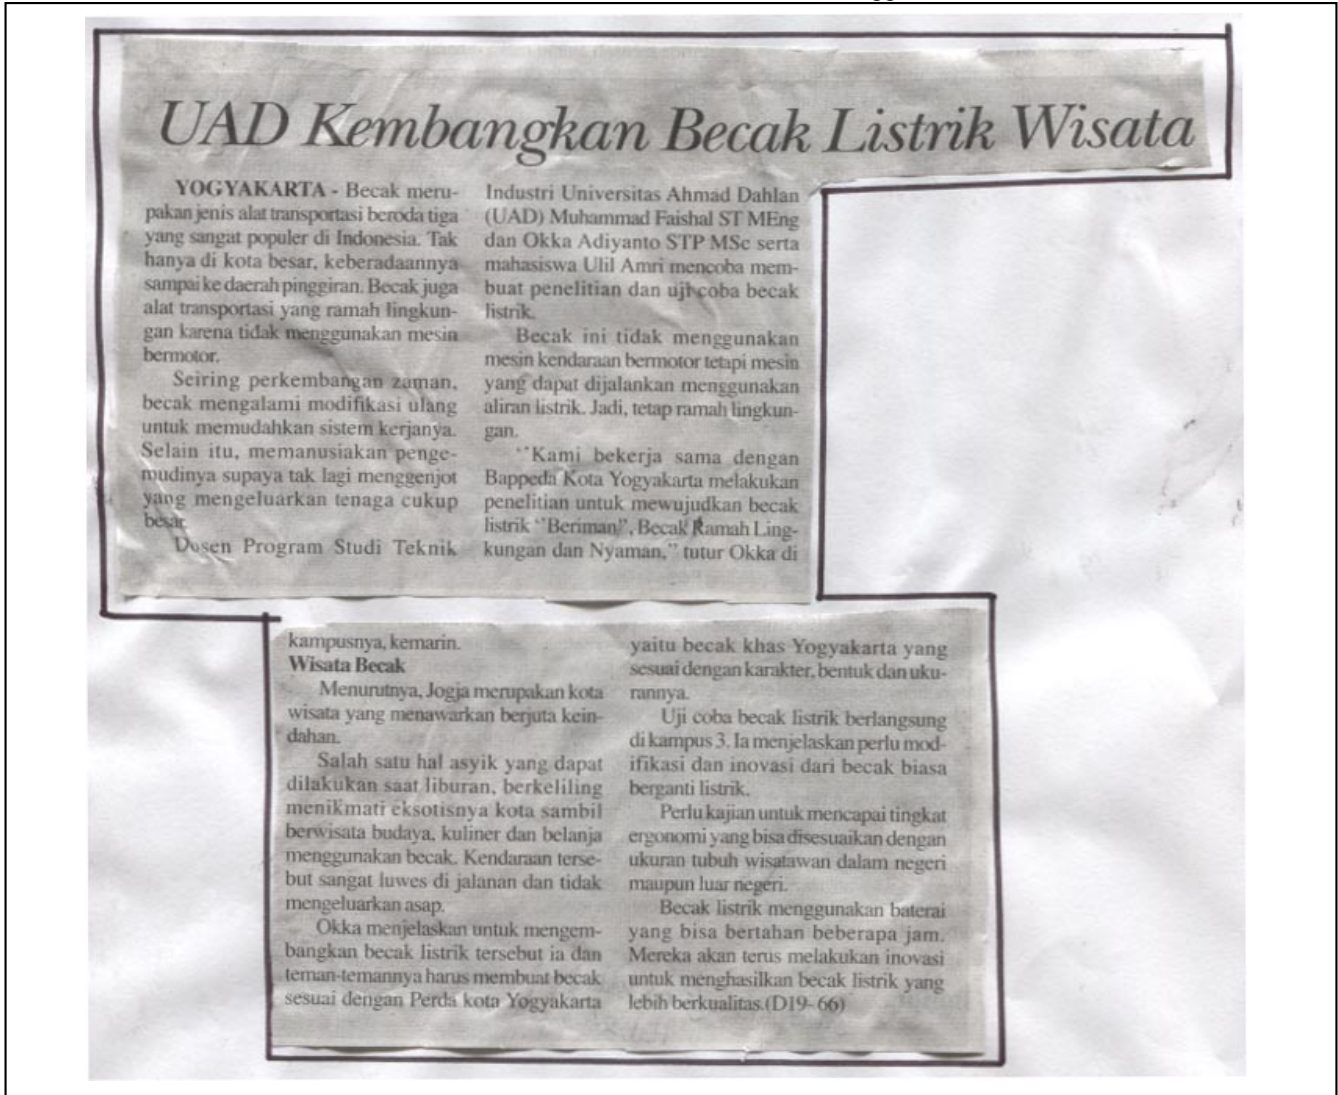 UAD Kembangkan Becak Listrik Wisata
YOGYAKARTA - Becak meru-
pakan jenis alat transportasi beroda tiga
yang sangat populer di Indonesia. Tak
hanya di kota besar, keberadaannya
sampai ke daerah pinggiran. Becak juga
alat transportasi yang ramah lingkun-
gan karena tidak menggunakan mesin
bermotor.
Seiring perkembangan zaman,
becak mengalami modifikasi ulang
untuk memudahkan sistem kerjanya.
Selain itu, memanusiakan penge-
mudinya supaya tak lagi menggenjot
yang mengeluarkan tenaga cukup
besar.
Dosen Program Studi Teknik
Industri Universitas Ahmad Dahlan
(UAD) Muhammad Faishal ST MEng
dan Okka Adiyanto STP MSc serta
mahasiswa Ulil Amri mencoba mem-
buat penelitian dan uji coba becak
listrik.
Becak ini tidak menggunakan
mesin kendaraan bermotor tetapi mesin
yang dapat dijalankan menggunakan
aliran listrik. Jadi, tetap ramah lingkun-
gan.
"Kami bekerja sama dengan
Bappeda Kota Yogyakarta melakukan
penelitian untuk mewujudkan becak
listrik "Beriman", Becak Ramah Ling-
kungan dan Nyaman," tutur Okka di
kampusnya, kemarin.
Wisata Becak
Menurutnya, Jogja merupakan kota
wisata yang menawarkan berjuta kein-
dahan.
Salah satu hal asyik yang dapat
dilakukan saat liburan, berkeliling
menikmati eksotisnya kota sambil
berwisata budaya, kuliner dan belanja
menggunakan becak. Kendaraan terse-
but sangat luwes di jalanan dan tidak
mengeluarkan asap.
Okka menjelaskan untuk mengem-
bangkan becak listrik tersebut ia dan
teman-temannya harus membuat becak
sesuai dengan Perda kota Yogyakarta
yaitu becak khas Yogyakarta yang
sesuai dengan karakter, bentuk dan uku-
rannya.
Uji coba becak listrik berlangsung
di kampus 3. Ia menjelaskan perlu mod-
ifikasi dan inovasi dari becak biasa
berganti listrik.
Perlu kajian untuk mencapai tingkat
ergonomi yang bisa disesuaikan dengan
ukuran tubuh wisatawan dalam negeri
maupun luar negeri.
Becak listrik menggunakan baterai
yang bisa bertahan beberapa jam.
Mereka akan terus melakukan inovasi
untuk menghasilkan becak listrik yang
lebih berkualitas.(D19- 66)